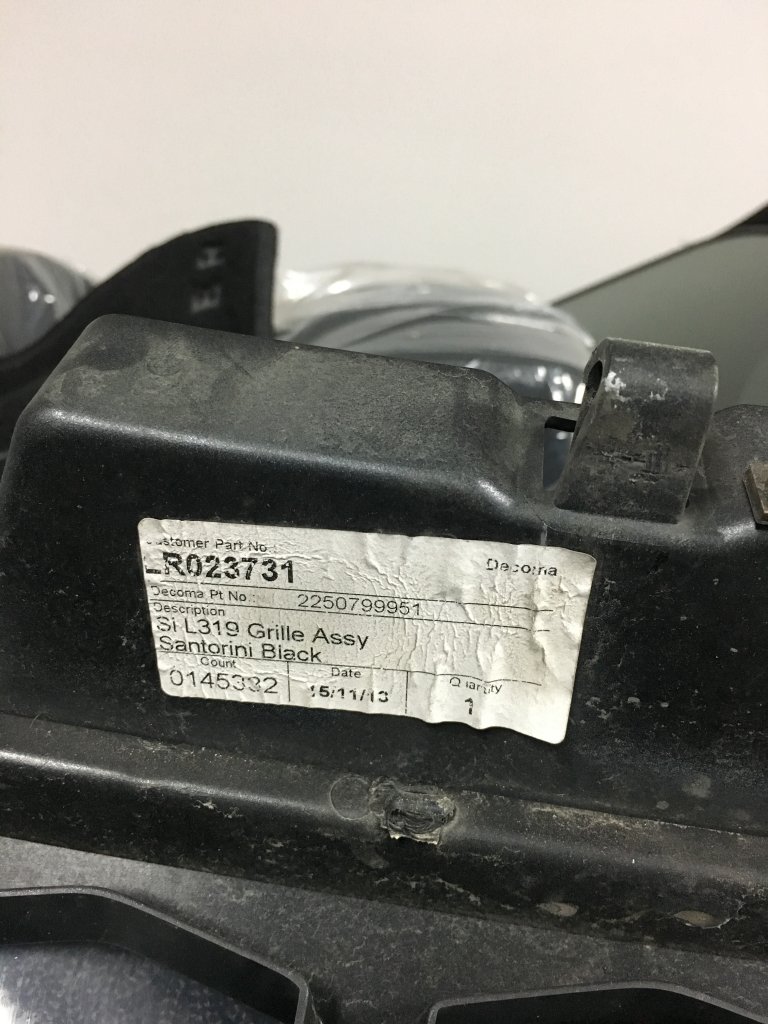 Customer Part No :
Decoma
LR023731
Decoma Pt No.: 2250799951
Description
SI L319 Grille Assy
Santorini Black
Count Date Quantity
0145332 15/11/13 1